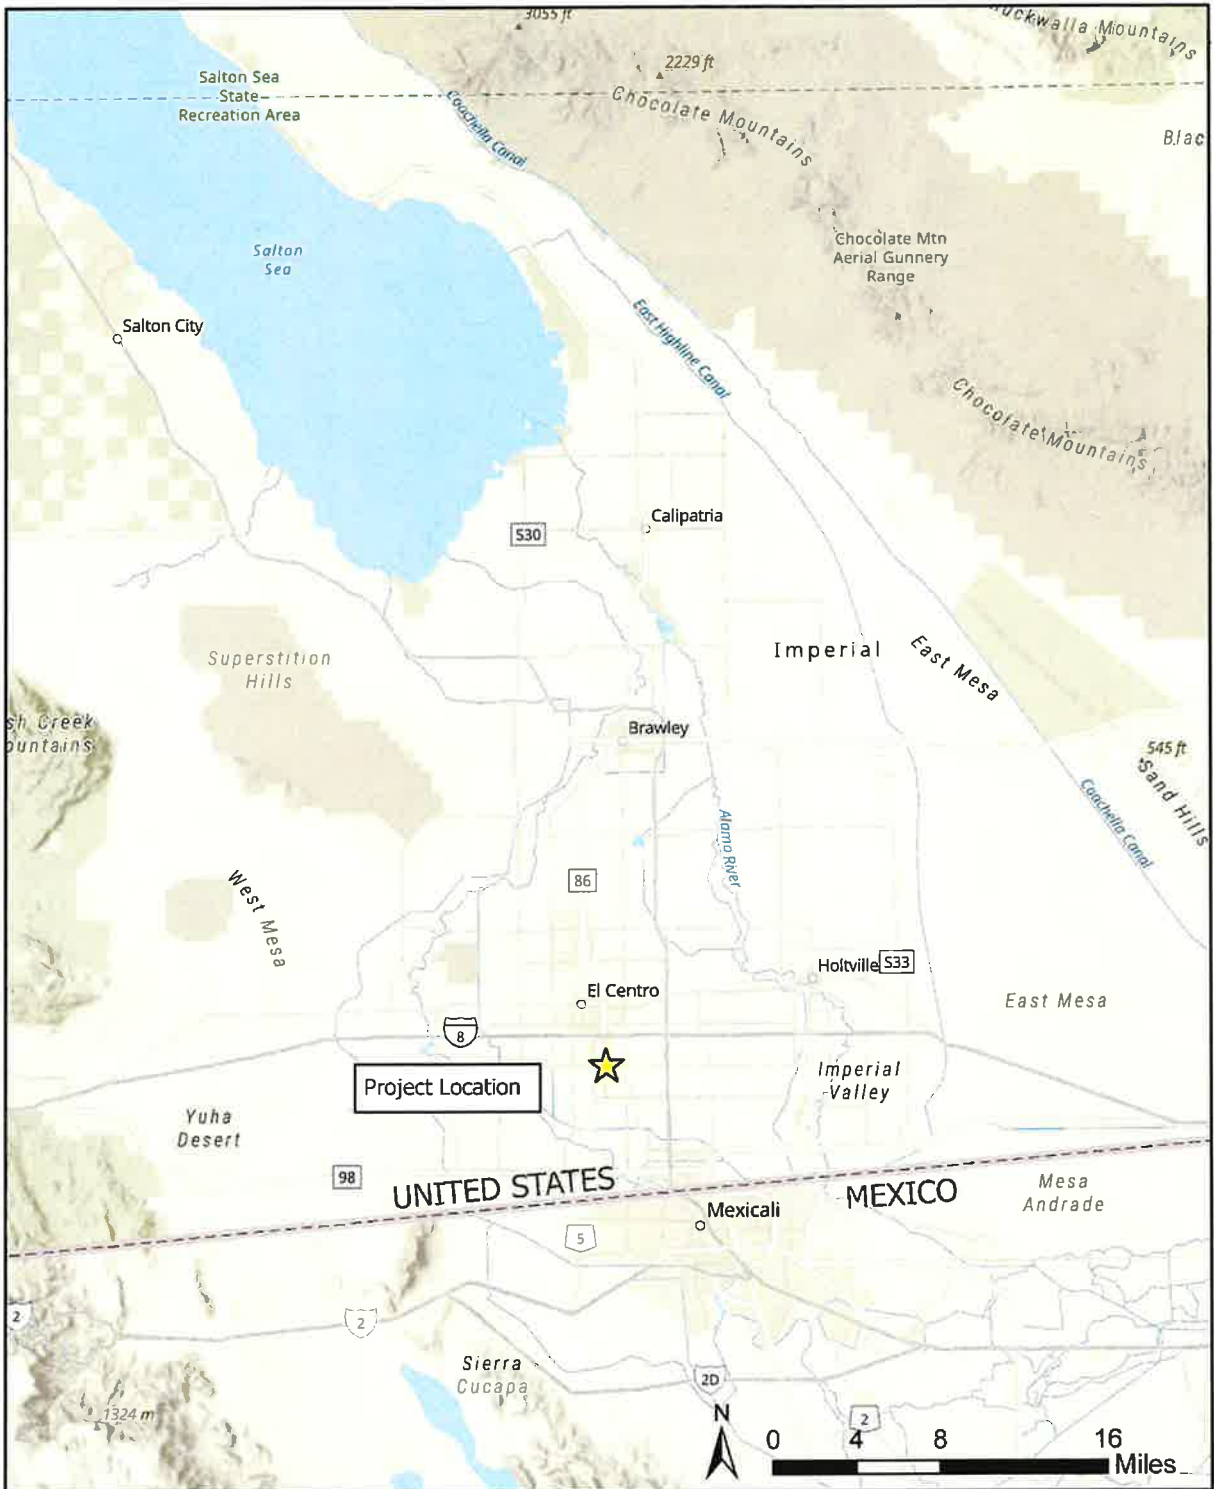 3055 ft
Mountains
2229 ft
Salton Sea
State
Recreation Area
Coachella Canal
Chocolate Mountains
Salton
Sea
Chocolate Mtn
Aerial Gunnery
Range
Salton City
East Highline Canal
Chocolate Mountains
S30
Calipatria
Superstition
Hills
Imperial
East Mesa
Creek
Brawley
545 ft
Sand Hills
Coachella Canal
Alamo River
86
West Mesa
Holtville
S33
El Centro
East Mesa
8
Project Location
Imperial
Valley
Yuha
Desert
98
UNITED STATES
MEXICO
Mesa
Andrade
Mexicali
5
2
2
Sierra
Cucapa
2D
1324 m
N
2
0 4 8 16
Miles